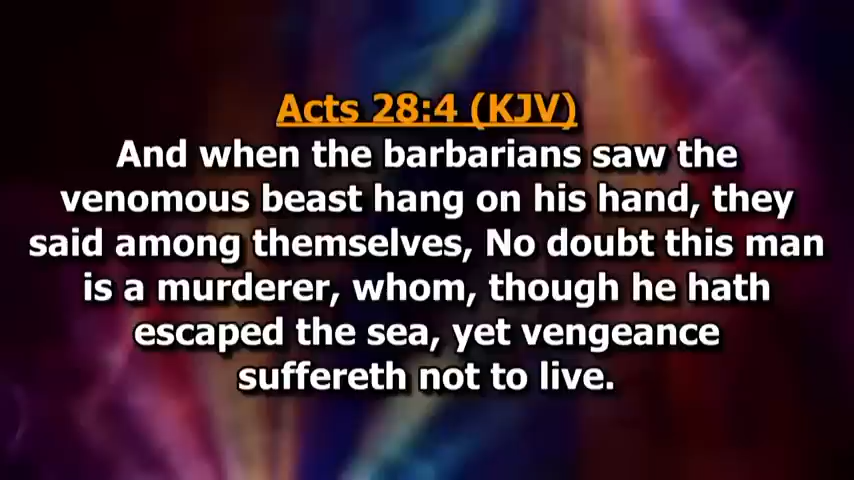 Acts 28:4 (KJV)
And when the barbarians saw the
venomous beast hang on his hand, they
said among themselves, No doubt this man
is a murderer, whom, though he hath
escaped the sea, yet vengeance
suffereth not to live.